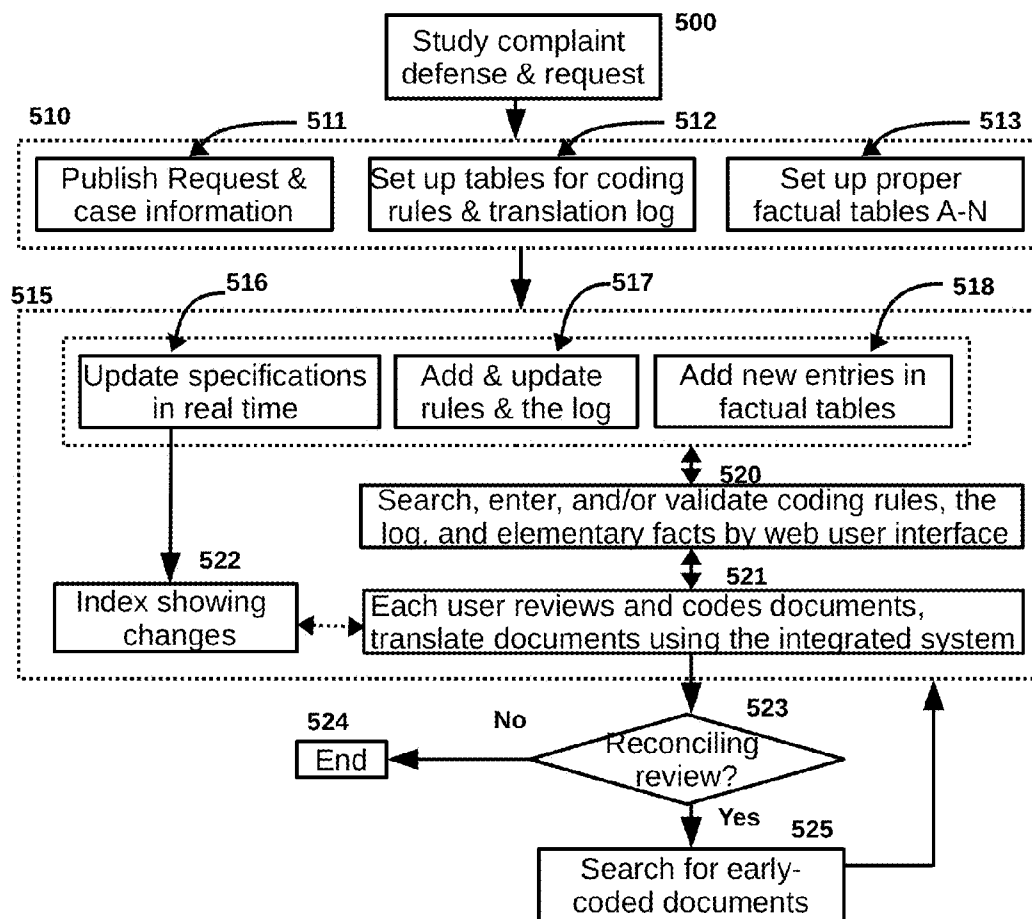 500
Study complaint
defense & request
510
511
512
513
Publish Request &
case information
Set up tables for coding
rules & translation log
Set up proper
factual tables A-N
515
516
517
518
Update specifications
in real time
Add & update
rules & the log
Add new entries in
factual tables
520
Search, enter, and/or validate coding rules, the
log, and elementary facts by web user interface
522
521
Index showing
changes
Each user reviews and codes documents,
translate documents using the integrated system
524
No
523
End
Reconciling
review?
Yes
525
Search for early-
coded documents